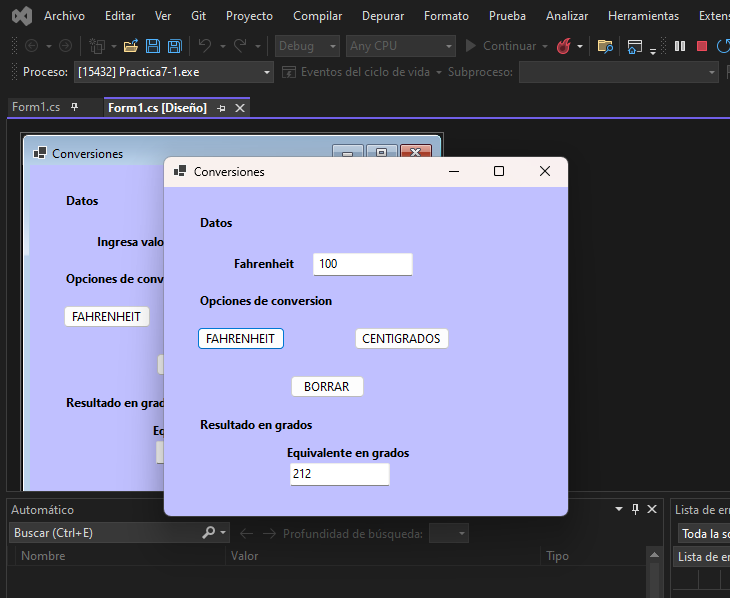 Archivo Editar Ver Git Proyecto Compilar Depurar Formato Prueba Analizar Herramientas Exten
Debug Any CPU Continuar
Proceso: [15432] Practica7-1.exe Eventos del ciclo de vida Subproceso:
Form1.cs Form1.cs [Diseño]
Conversiones
Datos
Ingresa valo
Opciones de conv
FAHRENHEIT
Resultado en grad
Eq
Conversiones
Datos
Fahrenheit 100
Opciones de conversion
FAHRENHEIT CENTIGRADOS
BORRAR
Resultado en grados
Equivalente en grados
212
Automático
Buscar (Ctrl+E) Profundidad de búsqueda:
Nombre Valor Tipo
Lista de err
Toda la so
Lista de er